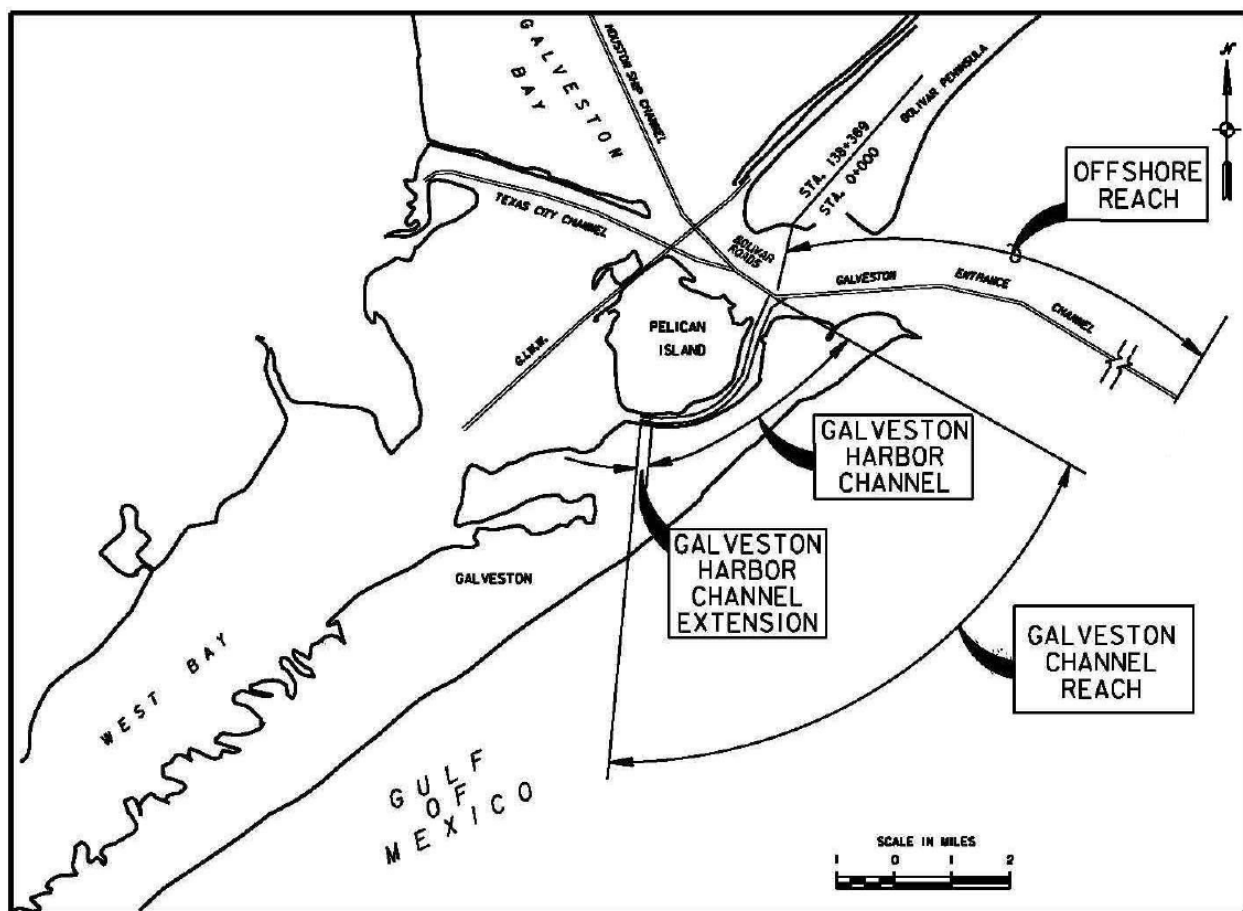 GALVESTON
BAY
HOUSTON SHIP CHANNEL
BOLIVAR PENINSULA
N
STA. 138+369
STA. 0+000
OFFSHORE
REACH
TEXAS CITY CHANNEL
BOLIVAR
ROADS
GALVESTON ENTRANCE CHANNEL
G.I.W.W.
PELICAN
ISLAND
GALVESTON
HARBOR
CHANNEL
GALVESTON
HARBOR
CHANNEL
EXTENSION
GALVESTON
GALVESTON
CHANNEL
REACH
WEST BAY
GULF
OF
MEXICO
SCALE IN MILES
1 0 1 2